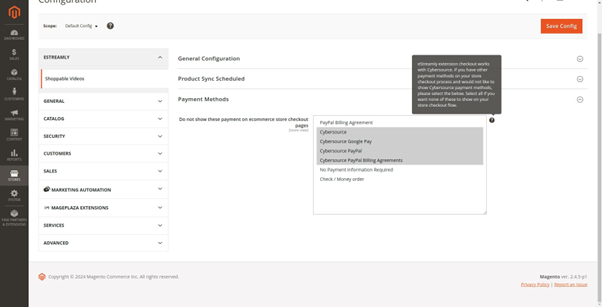 Configuration
Scope: Default Config
?
Save Config
DASHBOARD
SALES
CATALOG
CUSTOMERS
MARKETING
CONTENT
REPORTS
STORES
SYSTEM
FIND PARTNERS
& EXTENSIONS
ESTREAMLY
Shoppable Videos
GENERAL
CATALOG
SECURITY
CUSTOMERS
SALES
MARKETING AUTOMATION
MAGEPLAZA EXTENSIONS
SERVICES
ADVANCED
General Configuration
Product Sync Scheduled
Payment Methods
eStreamly extension checkout works
with Cybersource. If you have other
payment methods on your store
checkout process and would not like
to show Cybersource payment methods,
please select the below. Select all if you
want none of these to show on your
store checkout flow.
Do not show these payment on ecommerce store checkout
pages
[store view]
PayPal Billing Agreement
Cybersource
Cybersource Google Pay
Cybersource PayPal
Cybersource PayPal Billing Agreements
No Payment Information Required
Check / Money order
?
Copyright © 2024 Magento Commerce Inc. All rights reserved.
Magento ver. 2.4.5-p1
Privacy Policy | Report an Issue